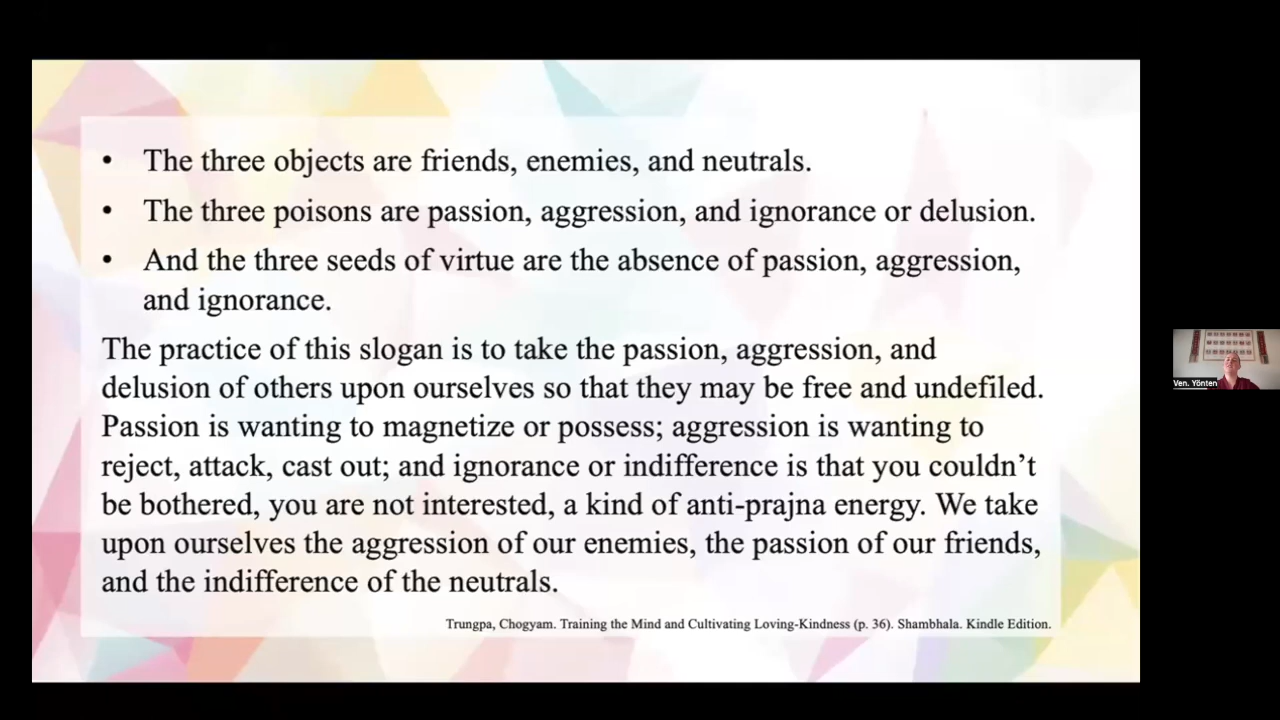 • The three objects are friends, enemies, and neutrals.
• The three poisons are passion, aggression, and ignorance or delusion.
• And the three seeds of virtue are the absence of passion, aggression,
and ignorance.
The practice of this slogan is to take the passion, aggression, and
delusion of others upon ourselves so that they may be free and undefiled.
Passion is wanting to magnetize or possess; aggression is wanting to
reject, attack, cast out; and ignorance or indifference is that you couldn’t
be bothered, you are not interested, a kind of anti-prajna energy. We take
upon ourselves the aggression of our enemies, the passion of our friends,
and the indifference of the neutrals.
Trungpa, Chogyam. Training the Mind and Cultivating Loving-Kindness (p. 36). Shambhala. Kindle Edition.
Ven. Yönten